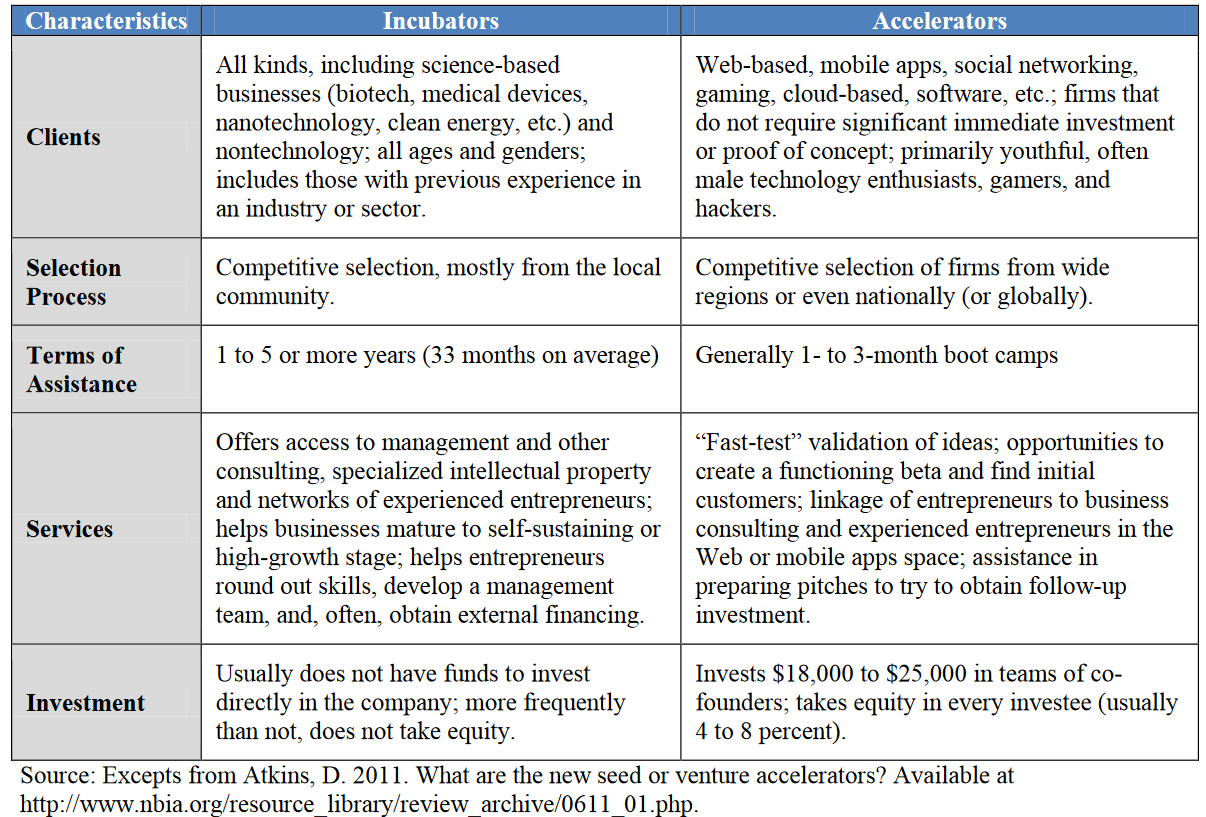 Characteristics Incubators Accelerators
Clients
All kinds, including science-based
businesses (biotech, medical devices,
nanotechnology, clean energy, etc.) and
nontechnology; all ages and genders;
includes those with previous experience in
an industry or sector.
Web-based, mobile apps, social networking,
gaming, cloud-based, software, etc.; firms that
do not require significant immediate investment
or proof of concept; primarily youthful, often
male technology enthusiasts, gamers, and
hackers.
Selection
Process
Competitive selection, mostly from the local
community.
Competitive selection of firms from wide
regions or even nationally (or globally).
Terms of
Assistance
1 to 5 or more years (33 months on average)
Generally 1- to 3-month boot camps
Services
Offers access to management and other
consulting, specialized intellectual property
and networks of experienced entrepreneurs;
helps businesses mature to self-sustaining or
high-growth stage; helps entrepreneurs
round out skills, develop a management
team, and, often, obtain external financing.
“Fast-test” validation of ideas; opportunities to
create a functioning beta and find initial
customers; linkage of entrepreneurs to business
consulting and experienced entrepreneurs in the
Web or mobile apps space; assistance in
preparing pitches to try to obtain follow-up
investment.
Investment
Usually does not have funds to invest
directly in the company; more frequently
than not, does not take equity.
Invests $18,000 to $25,000 in teams of co-
founders; takes equity in every investee (usually
4 to 8 percent).
Source: Excepts from Atkins, D. 2011. What are the new seed or venture accelerators? Available at
http://www.nbia.org/resource_library/review_archive/0611_01.php.